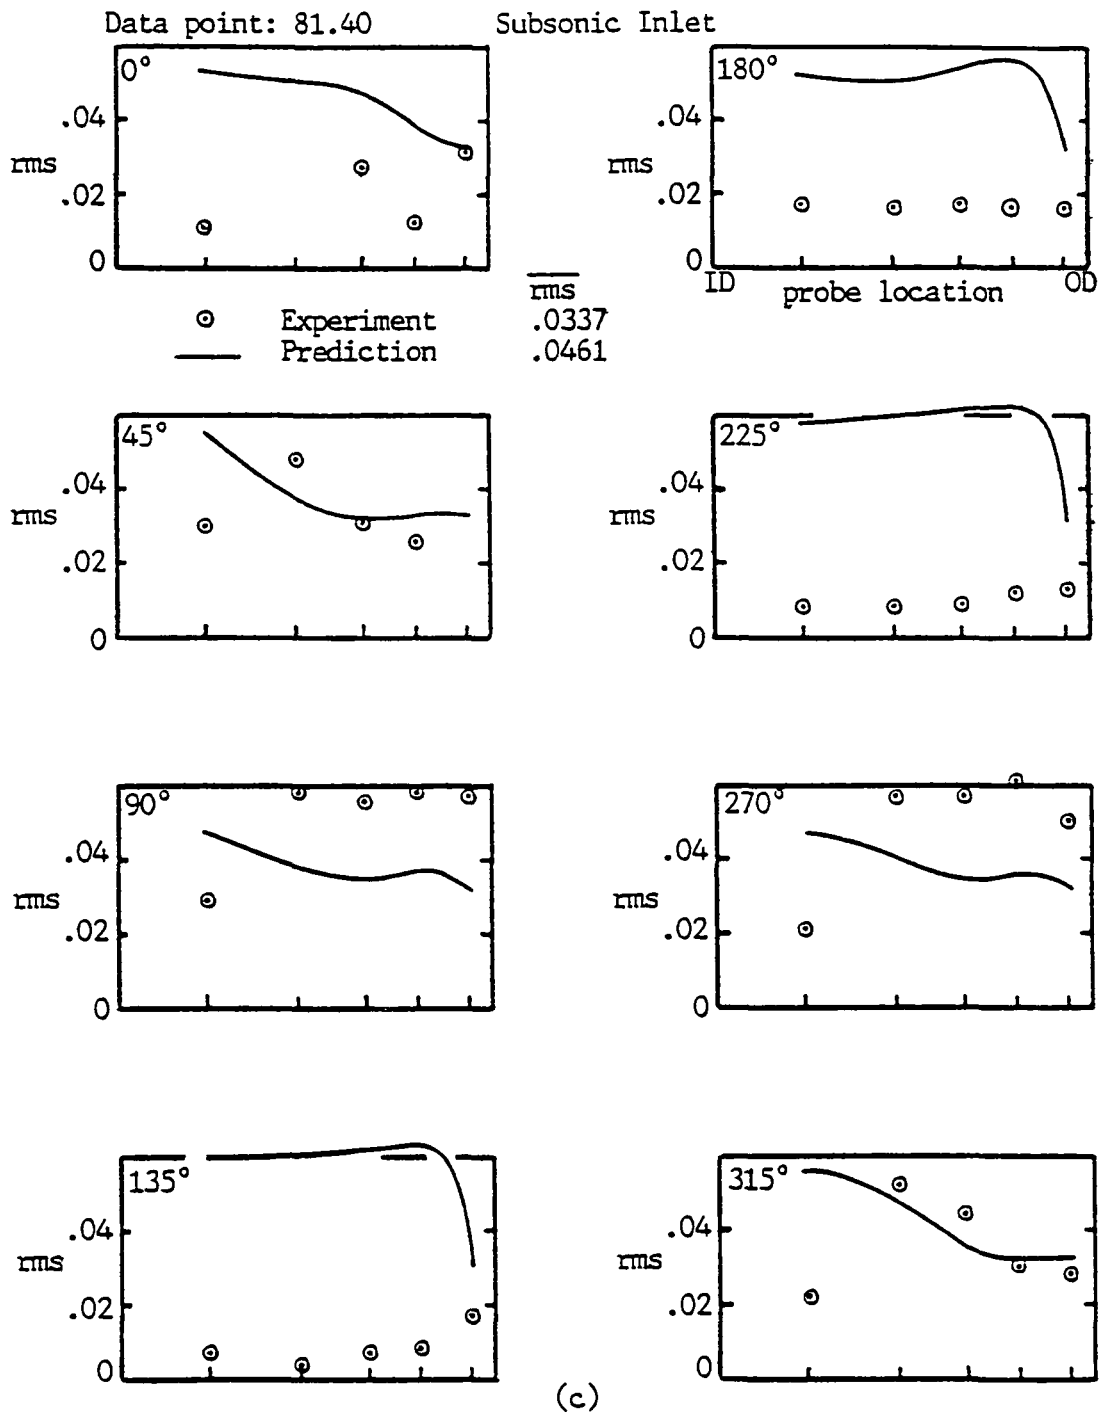 Data point: 81.40 Subsonic Inlet
0°
.04
rms
.02
0
180°
.04
rms
.02
0
ID probe location OD
rms
Experiment .0337
Prediction .0461
45°
.04
rms
.02
0
225°
.04
rms
.02
0
90°
.04
rms
.02
0
270°
.04
rms
.02
0
135°
.04
rms
.02
0
315°
.04
rms
.02
0
(c)